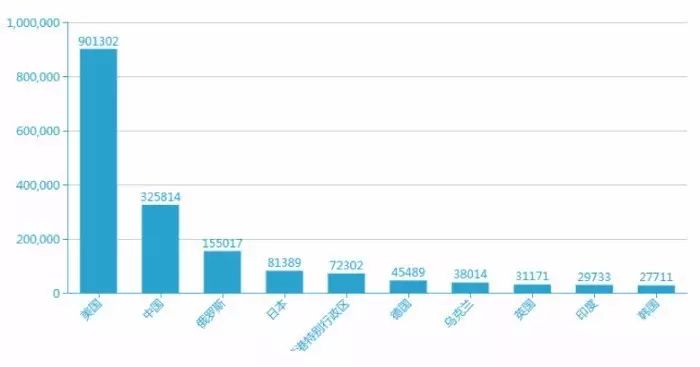 1,000,000
800,000
600,000
400,000
200,000
0
901302
325814
155017
81389
72302
45489
38014
31171
29733
27711
美国
中国
俄罗斯
日本
港特别行政区
德国
乌克兰
英国
印度
韩国